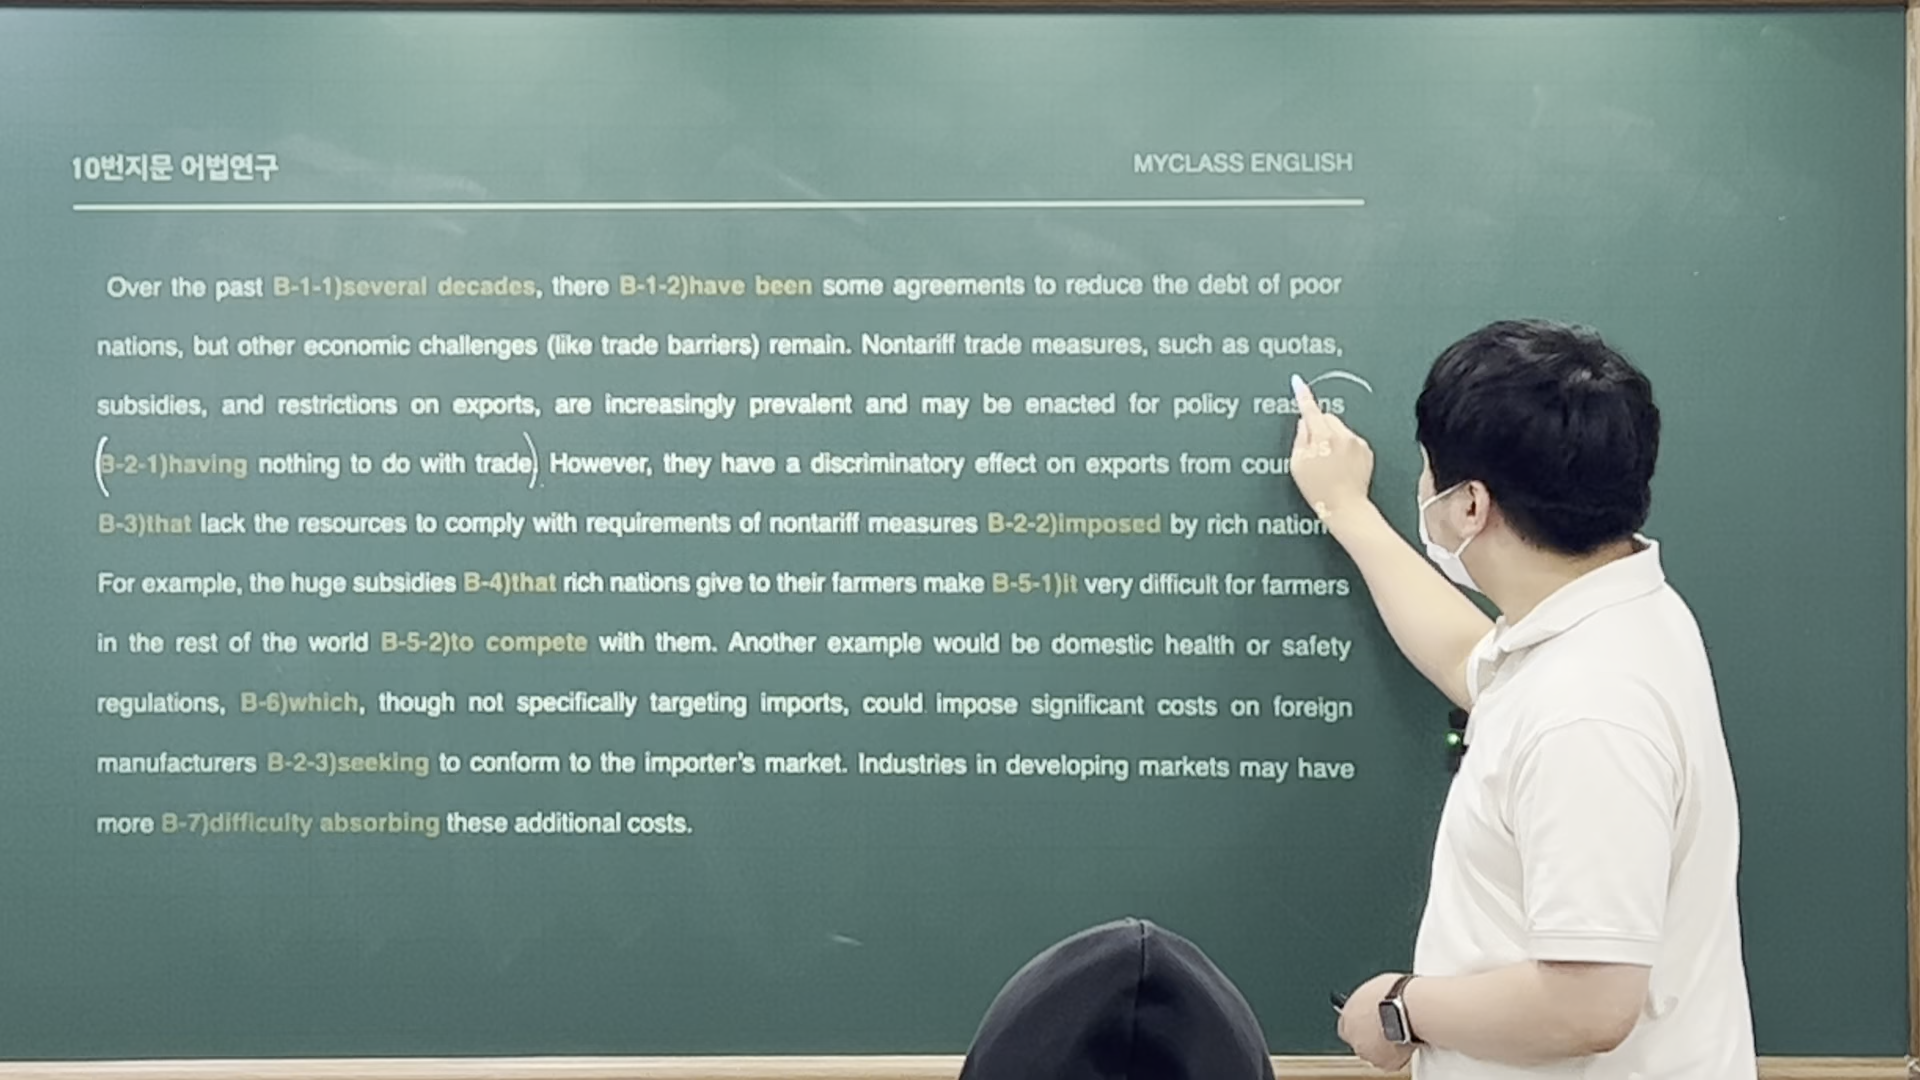 10번지문 어법연구
MYCLASS ENGLISH
Over the past B-1-1)several decades, there B-1-2)have been some agreements to reduce the debt of poor
nations, but other economic challenges (like trade barriers) remain. Nontariff trade measures, such as quotas,
subsidies, and restrictions on exports, are increasingly prevalent and may be enacted for policy reasons
(B-2-1)having nothing to do with trade). However, they have a discriminatory effect on exports from
B-3)that lack the resources to comply with requirements of nontariff measures B-2-2)imposed by rich
For example, the huge subsidies B-4)that rich nations give to their farmers make B-5-1)it very difficult for farmers
in the rest of the world B-5-2)to compete with them. Another example would be domestic health or safety
regulations, B-6)which, though not specifically targeting imports, could impose significant costs on foreign
manufacturers B-2-3)seeking to conform to the importer's market. Industries in developing markets may have
more B-7)difficulty absorbing these additional costs.